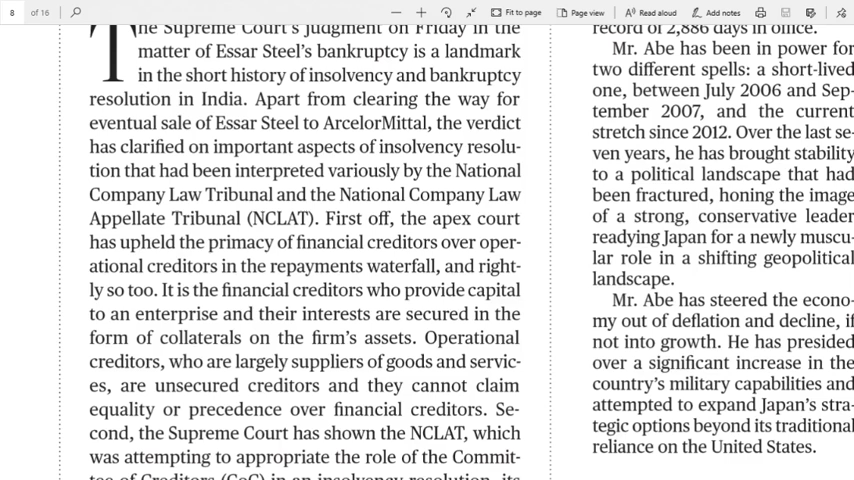 8 of 16
Fit to page
Page view
Read aloud
Add notes
The Supreme Court's judgment on Friday in the
matter of Essar Steel's bankruptcy is a landmark
in the short history of insolvency and bankruptcy
resolution in India. Apart from clearing the way for
eventual sale of Essar Steel to ArcelorMittal, the verdict
has clarified on important aspects of insolvency resolu-
tion that had been interpreted variously by the National
Company Law Tribunal and the National Company Law
Appellate Tribunal (NCLAT). First off, the apex court
has upheld the primacy of financial creditors over oper-
ational creditors in the repayments waterfall, and right-
ly so too. It is the financial creditors who provide capital
to an enterprise and their interests are secured in the
form of collaterals on the firm's assets. Operational
creditors, who are largely suppliers of goods and servic-
es, are unsecured creditors and they cannot claim
equality or precedence over financial creditors. Se-
cond, the Supreme Court has shown the NCLAT, which
was attempting to appropriate the role of the Commit-
tee of Creditors (CoC) in an insolvency resolution, its
record of 2,886 days in office.
Mr. Abe has been in power for
two different spells: a short-lived
one, between July 2006 and Sep-
tember 2007, and the current
stretch since 2012. Over the last se-
ven years, he has brought stability
to a political landscape that had
been fractured, honing the image
of a strong, conservative leader
readying Japan for a newly muscu-
lar role in a shifting geopolitical
landscape.
Mr. Abe has steered the econo-
my out of deflation and decline, if
not into growth. He has presided
over a significant increase in the
country's military capabilities and
attempted to expand Japan's stra-
tegic options beyond its traditional
reliance on the United States.